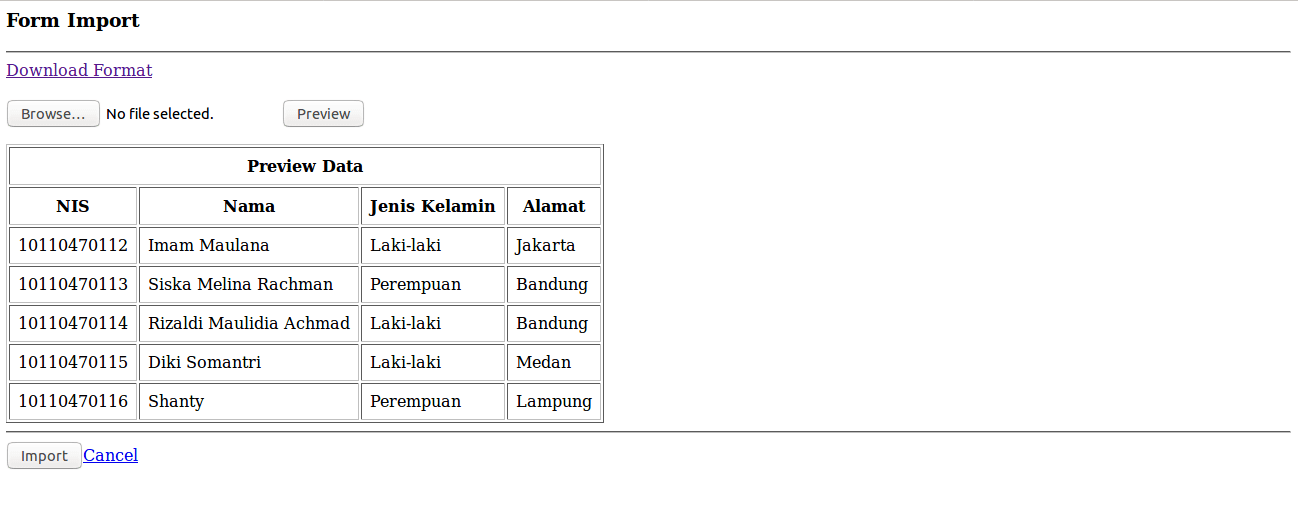 Form Import
Download Format
Browse... No file selected. Preview
Preview Data
NIS Nama Jenis Kelamin Alamat
10110470112 Imam Maulana Laki-laki Jakarta
10110470113 Siska Melina Rachman Perempuan Bandung
10110470114 Rizaldi Maulidia Achmad Laki-laki Bandung
10110470115 Diki Somantri Laki-laki Medan
10110470116 Shanty Perempuan Lampung
Import Cancel